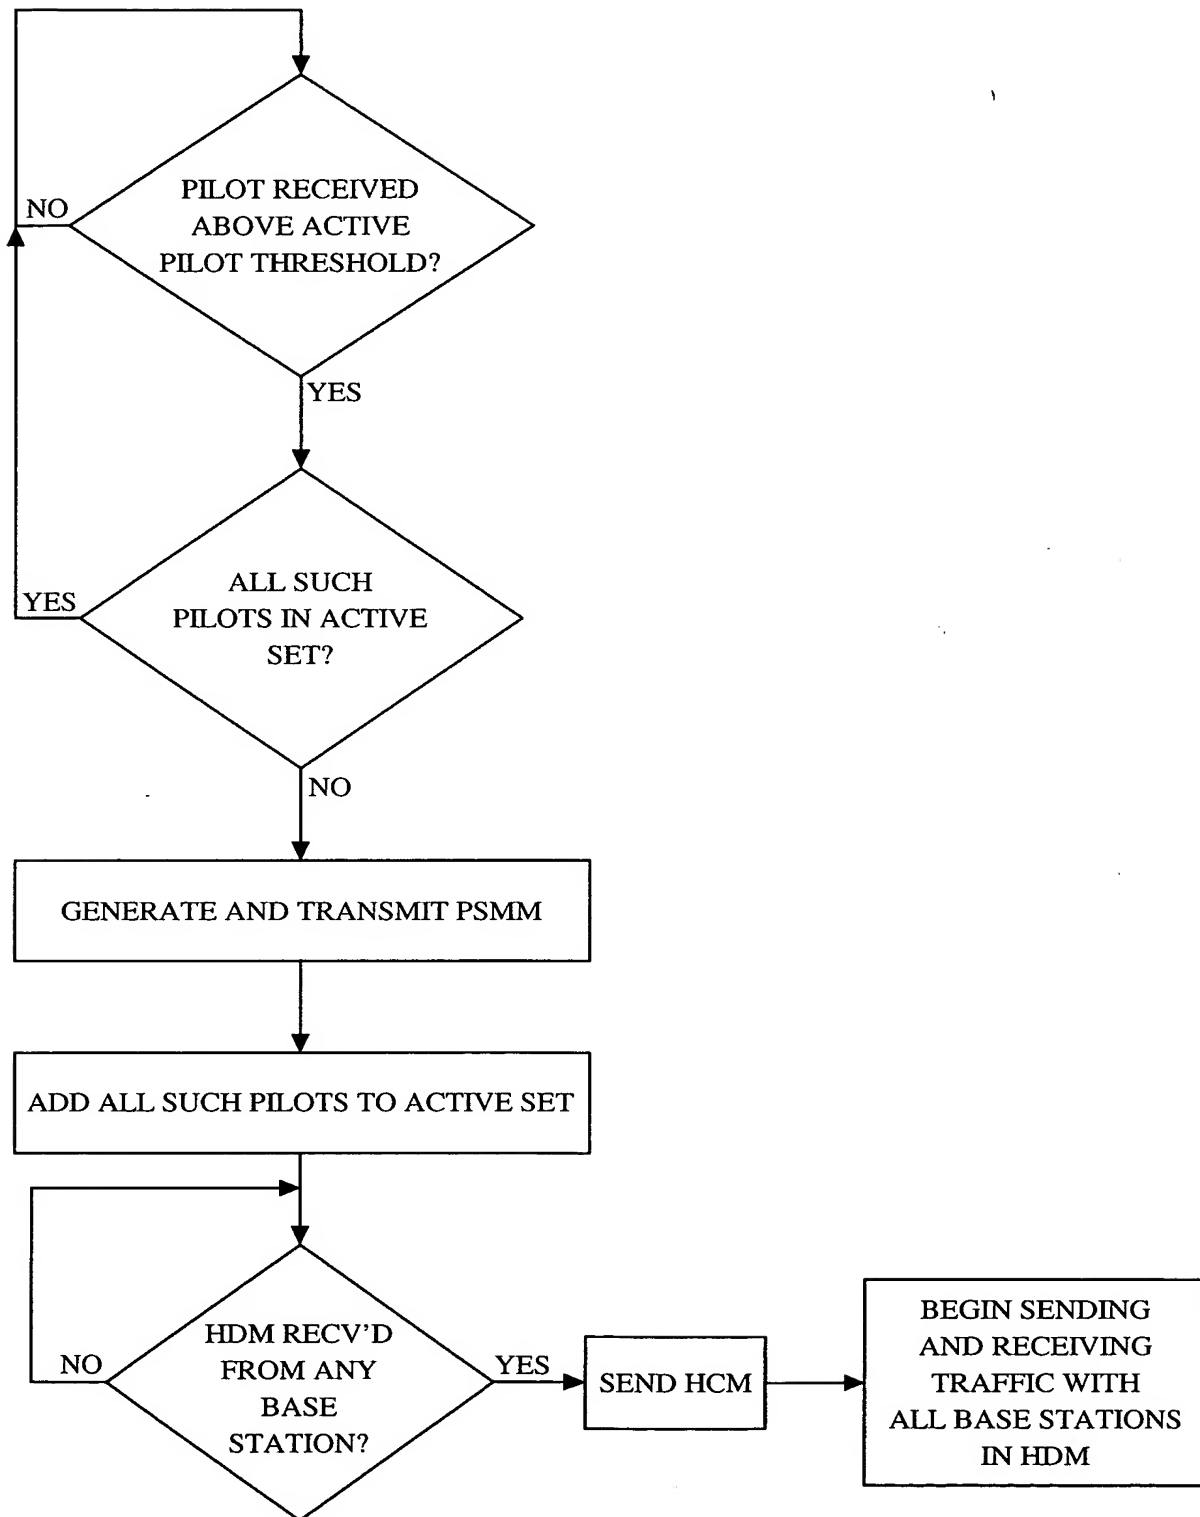 PILOT RECEIVED
ABOVE ACTIVE
PILOT THRESHOLD?
NO
YES
ALL SUCH
PILOTS IN ACTIVE
SET?
YES
NO
GENERATE AND TRANSMIT PSMM
ADD ALL SUCH PILOTS TO ACTIVE SET
HDM RECV'D
FROM ANY
BASE
STATION?
NO
YES
SEND HCM
BEGIN SENDING
AND RECEIVING
TRAFFIC WITH
ALL BASE STATIONS
IN HDM